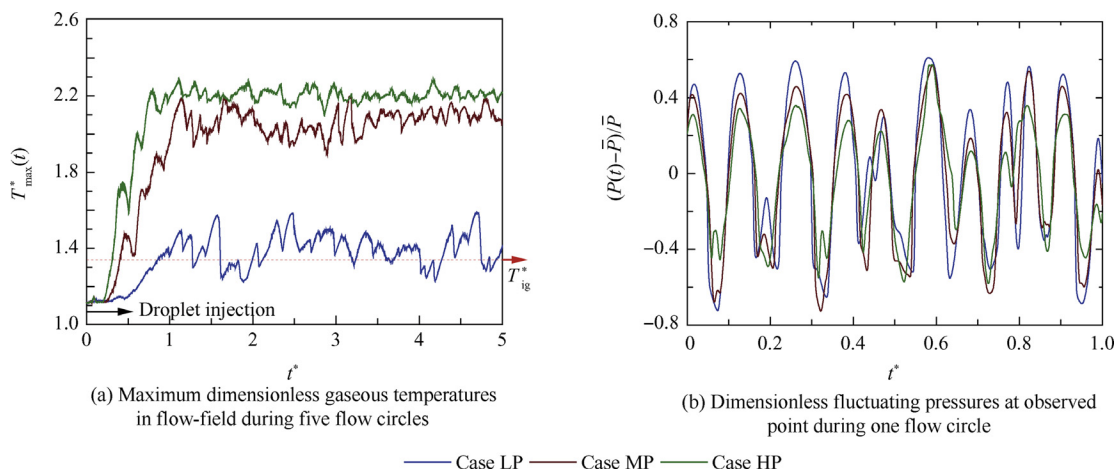 2.6
2.2
1.8
1.4
1.0
T*max(t)
Droplet injection
T*ig
0 1 2 3 4 5
t*
(a) Maximum dimensionless gaseous temperatures
in flow-field during five flow circles
0.8
0.4
0
−0.4
−0.8
(P(t)−P̅)/P̅
0 0.2 0.4 0.6 0.8 1.0
t*
(b) Dimensionless fluctuating pressures at observed
point during one flow circle
Case LP Case MP Case HP